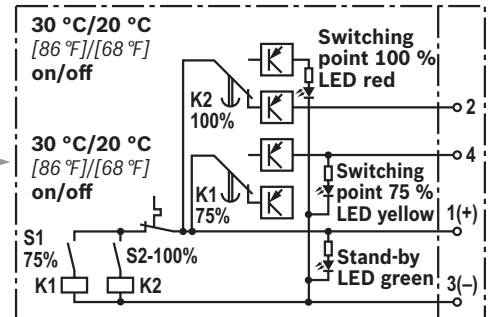 30 °C/20 °C
[86 °F]/[68 °F]
on/off
Switching
point 100 %
LED red
K2
100%
2
30 °C/20 °C
[86 °F]/[68 °F]
on/off
4
K1
75%
Switching
point 75 %
LED yellow
1(+)
S1
75%
S2-100%
Stand-by
LED green
K1
K2
3(–)